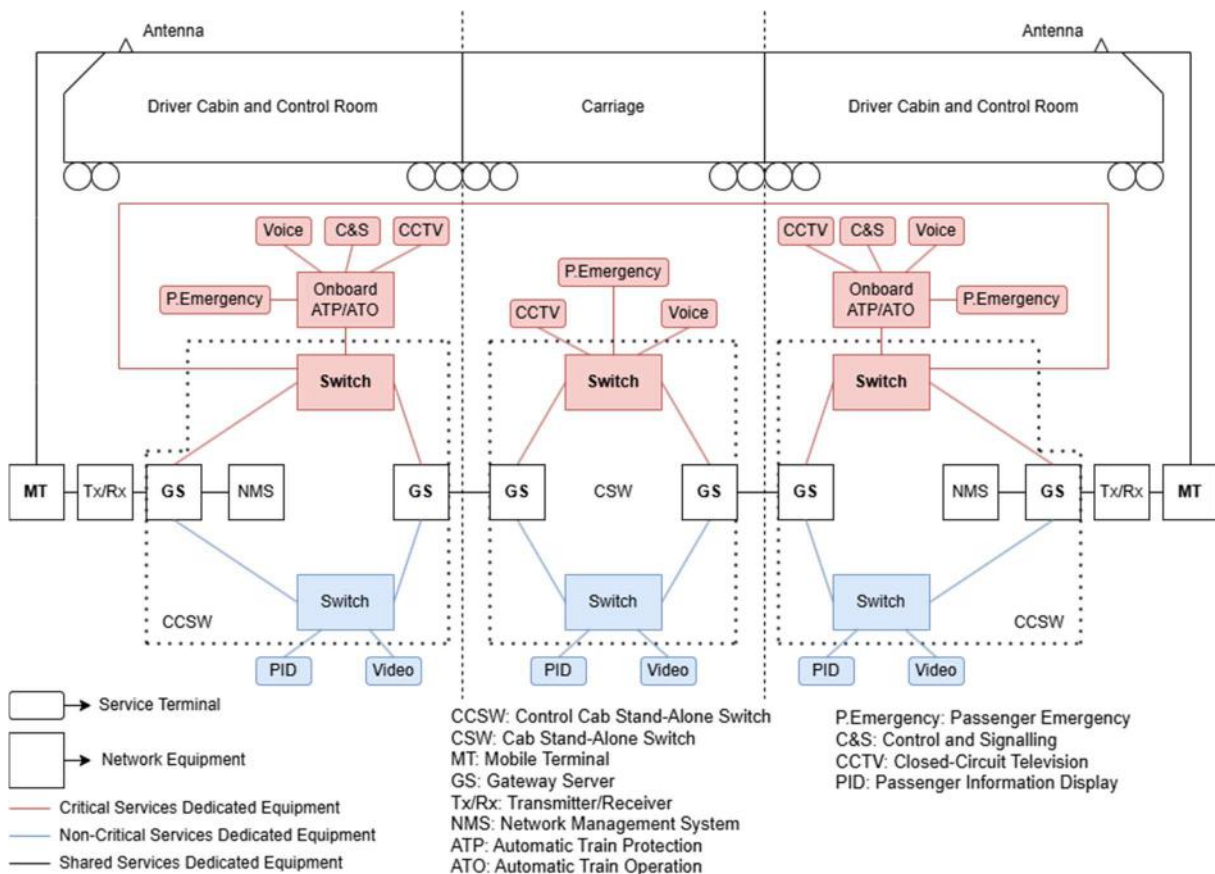 Antenna
Antenna
Driver Cabin and Control Room
Carriage
Driver Cabin and Control Room
Voice
C&S
CCTV
CCTV
C&S
Voice
P.Emergency
P.Emergency
Onboard
ATP/ATO
CCTV
Voice
Onboard
ATP/ATO
P.Emergency
Switch
Switch
Switch
MT
Tx/Rx
GS
NMS
GS
GS
CSW
GS
GS
NMS
GS
Tx/Rx
MT
Switch
Switch
Switch
CCSW
CCSW
PID
Video
PID
Video
PID
Video
Service Terminal
Network Equipment
Critical Services Dedicated Equipment
Non-Critical Services Dedicated Equipment
Shared Services Dedicated Equipment
CCSW: Control Cab Stand-Alone Switch
CSW: Cab Stand-Alone Switch
MT: Mobile Terminal
GS: Gateway Server
Tx/Rx: Transmitter/Receiver
NMS: Network Management System
ATP: Automatic Train Protection
ATO: Automatic Train Operation
P.Emergency: Passenger Emergency
C&S: Control and Signalling
CCTV: Closed-Circuit Television
PID: Passenger Information Display